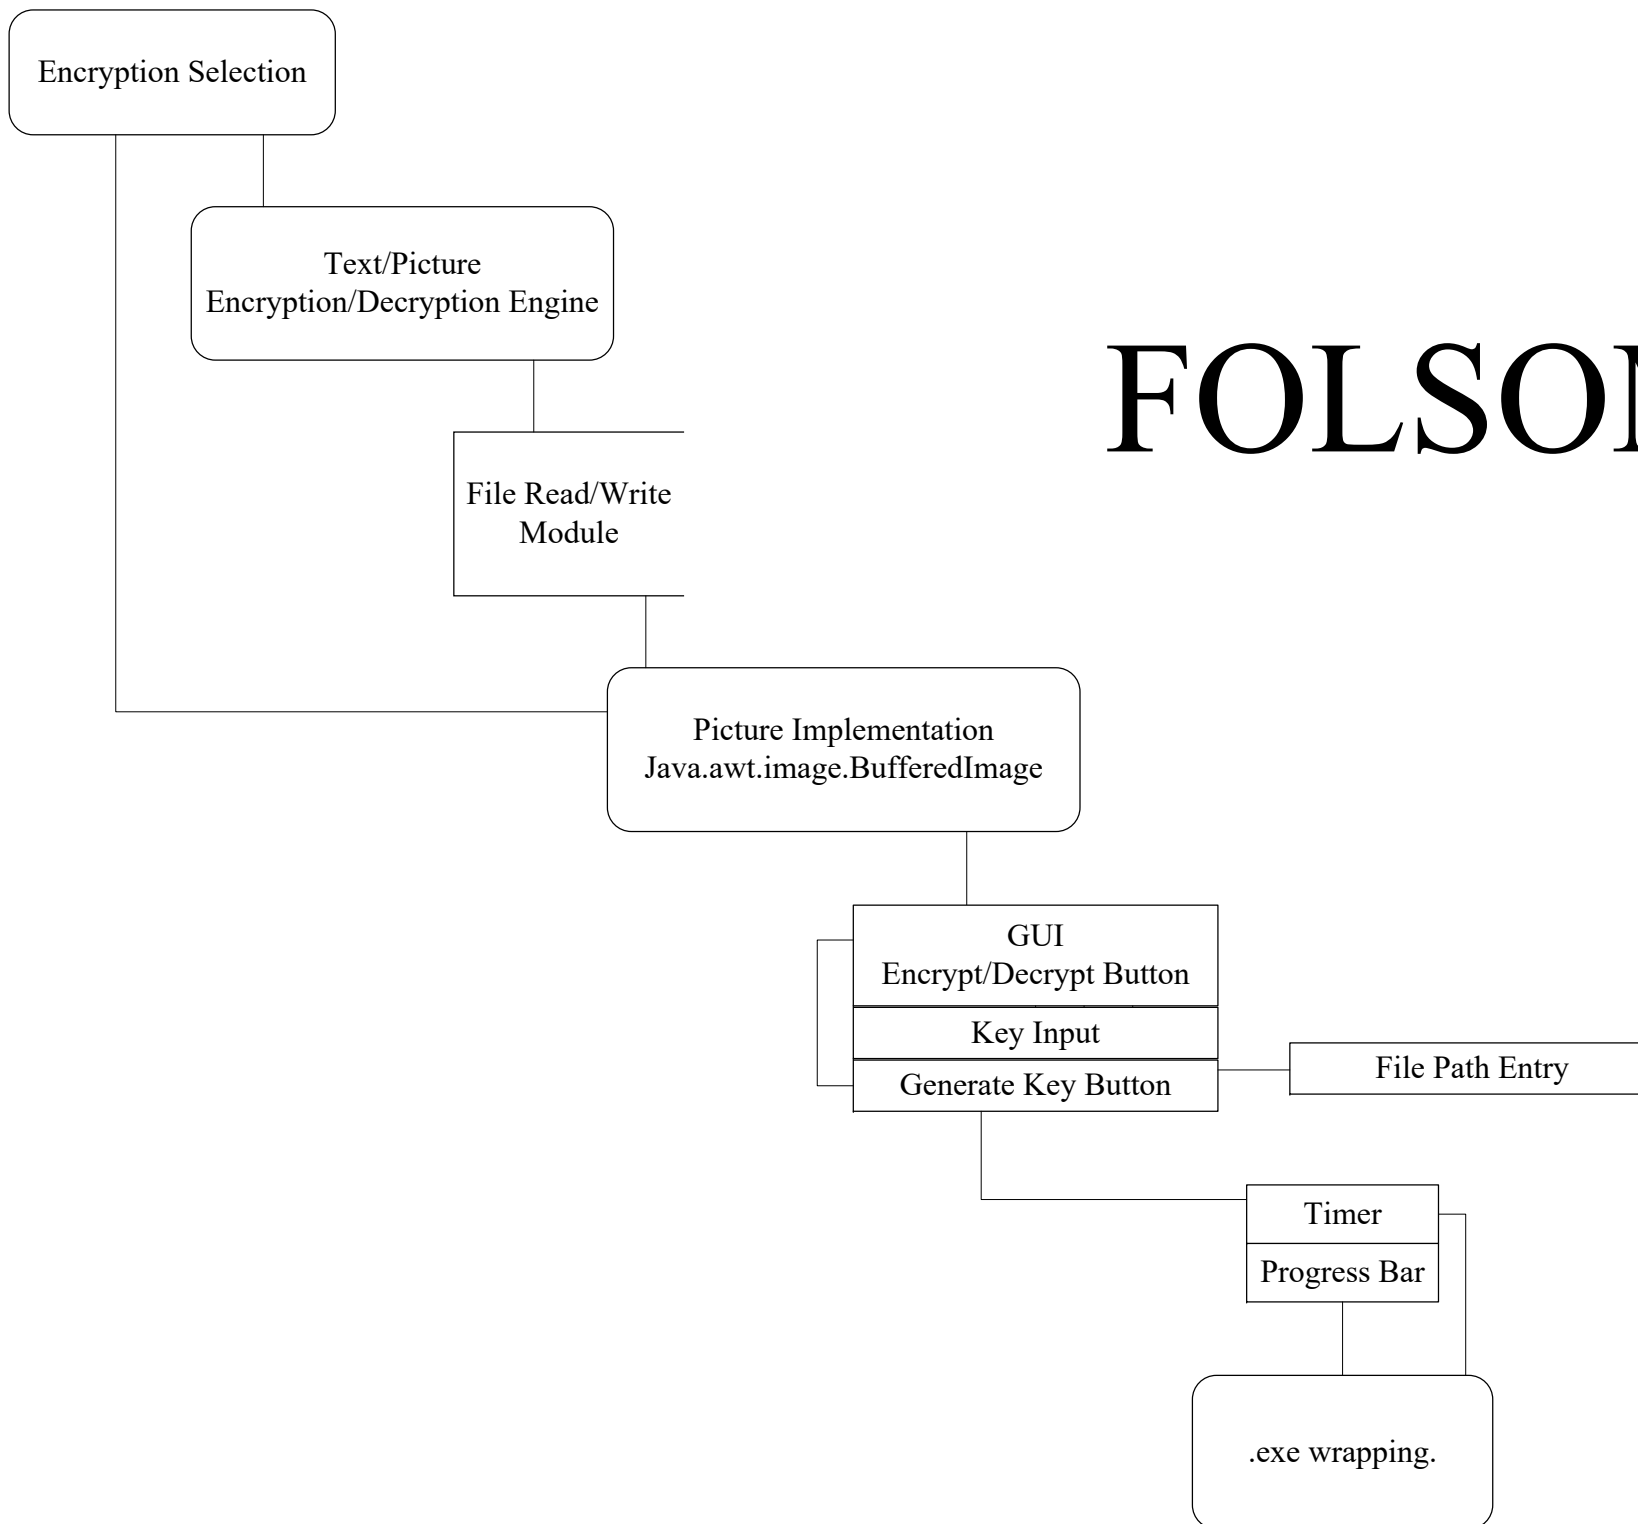 Encryption Selection
Text/Picture
Encryption/Decryption Engine
FOLSO
File Read/Write
Module
Picture Implementation
Java.awt.image.BufferedImage
GUI
Encrypt/Decrypt Button
Key Input
Generate Key Button
File Path Entry
Timer
Progress Bar
.exe wrapping.